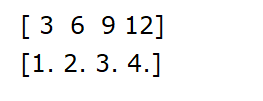 [ 3  6  9 12]
[1. 2. 3. 4.]